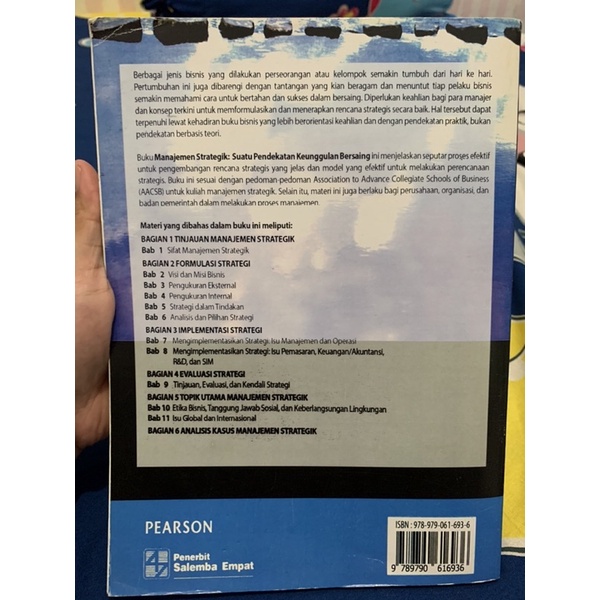 Berbagai jenis bisnis yang dilakukan perseorangan atau kelompok semakin tumbuh dari hari ke hari.
Pertumbuhan ini juga dibarengi dengan tantangan yang kian beragam dan menuntut tiap pelaku bisnis
semakin memahami cara untuk bertahan dan sukses dalam bersaing. Diperlukan keahlian bagi para manajer
dan konsep terkini untuk memformulasikan dan menerapkan rencana strategis secara baik. Hal tersebut dapat
terpenuhi lewat kehadiran buku bisnis yang lebih berorientasi keahlian dan dengan pendekatan praktik, bukan
pendekatan berbasis teori.
Buku Manajemen Strategik: Suatu Pendekatan Keunggulan Bersaing ini menjelaskan seputar proses efektif
untuk pengembangan rencana strategis yang jelas dan model yang efektif untuk melakukan perencanaan
strategis. Buku ini sesuai dengan pedoman-pedoman Association to Advance Collegiate Schools of Business
(AACSB) untuk kuliah manajemen strategik. Selain itu, materi ini juga berlaku bagi perusahaan, organisasi, dan
badan pemerintah dalam melakukan proses manajemen.
Materi yang dibahas dalam buku ini meliputi:
BAGIAN 1 TINJAUAN MANAJEMEN STRATEGIK
Bab 1 Sifat Manajemen Strategik
BAGIAN 2 FORMULASI STRATEGI
Bab 2 Visi dan Misi Bisnis
Bab 3 Pengukuran Eksternal
Bab 4 Pengukuran Internal
Bab 5 Strategi dalam Tindakan
Bab 6 Analisis dan Pilihan Strategi
BAGIAN 3 IMPLEMENTASI STRATEGI
Bab 7 Mengimplementasikan Strategi: Isu Manajemen dan Operasi
Bab 8 Mengimplementasikan Strategi: Isu Pemasaran, Keuangan/Akuntansi,
R&D, dan SIM
BAGIAN 4 EVALUASI STRATEGI
Bab 9 Tinjauan, Evaluasi, dan Kendali Strategi
BAGIAN 5 TOPIK UTAMA MANAJEMEN STRATEGIK
Bab 10 Etika Bisnis, Tanggung Jawab Sosial, dan Keberlangsungan Lingkungan
Bab 11 Isu Global dan Internasional
BAGIAN 6 ANALISIS KASUS MANAJEMEN STRATEGIK
PEARSON
Penerbit
Salemba Empat
ISBN : 978-979-061-693-6
9 789790 616936